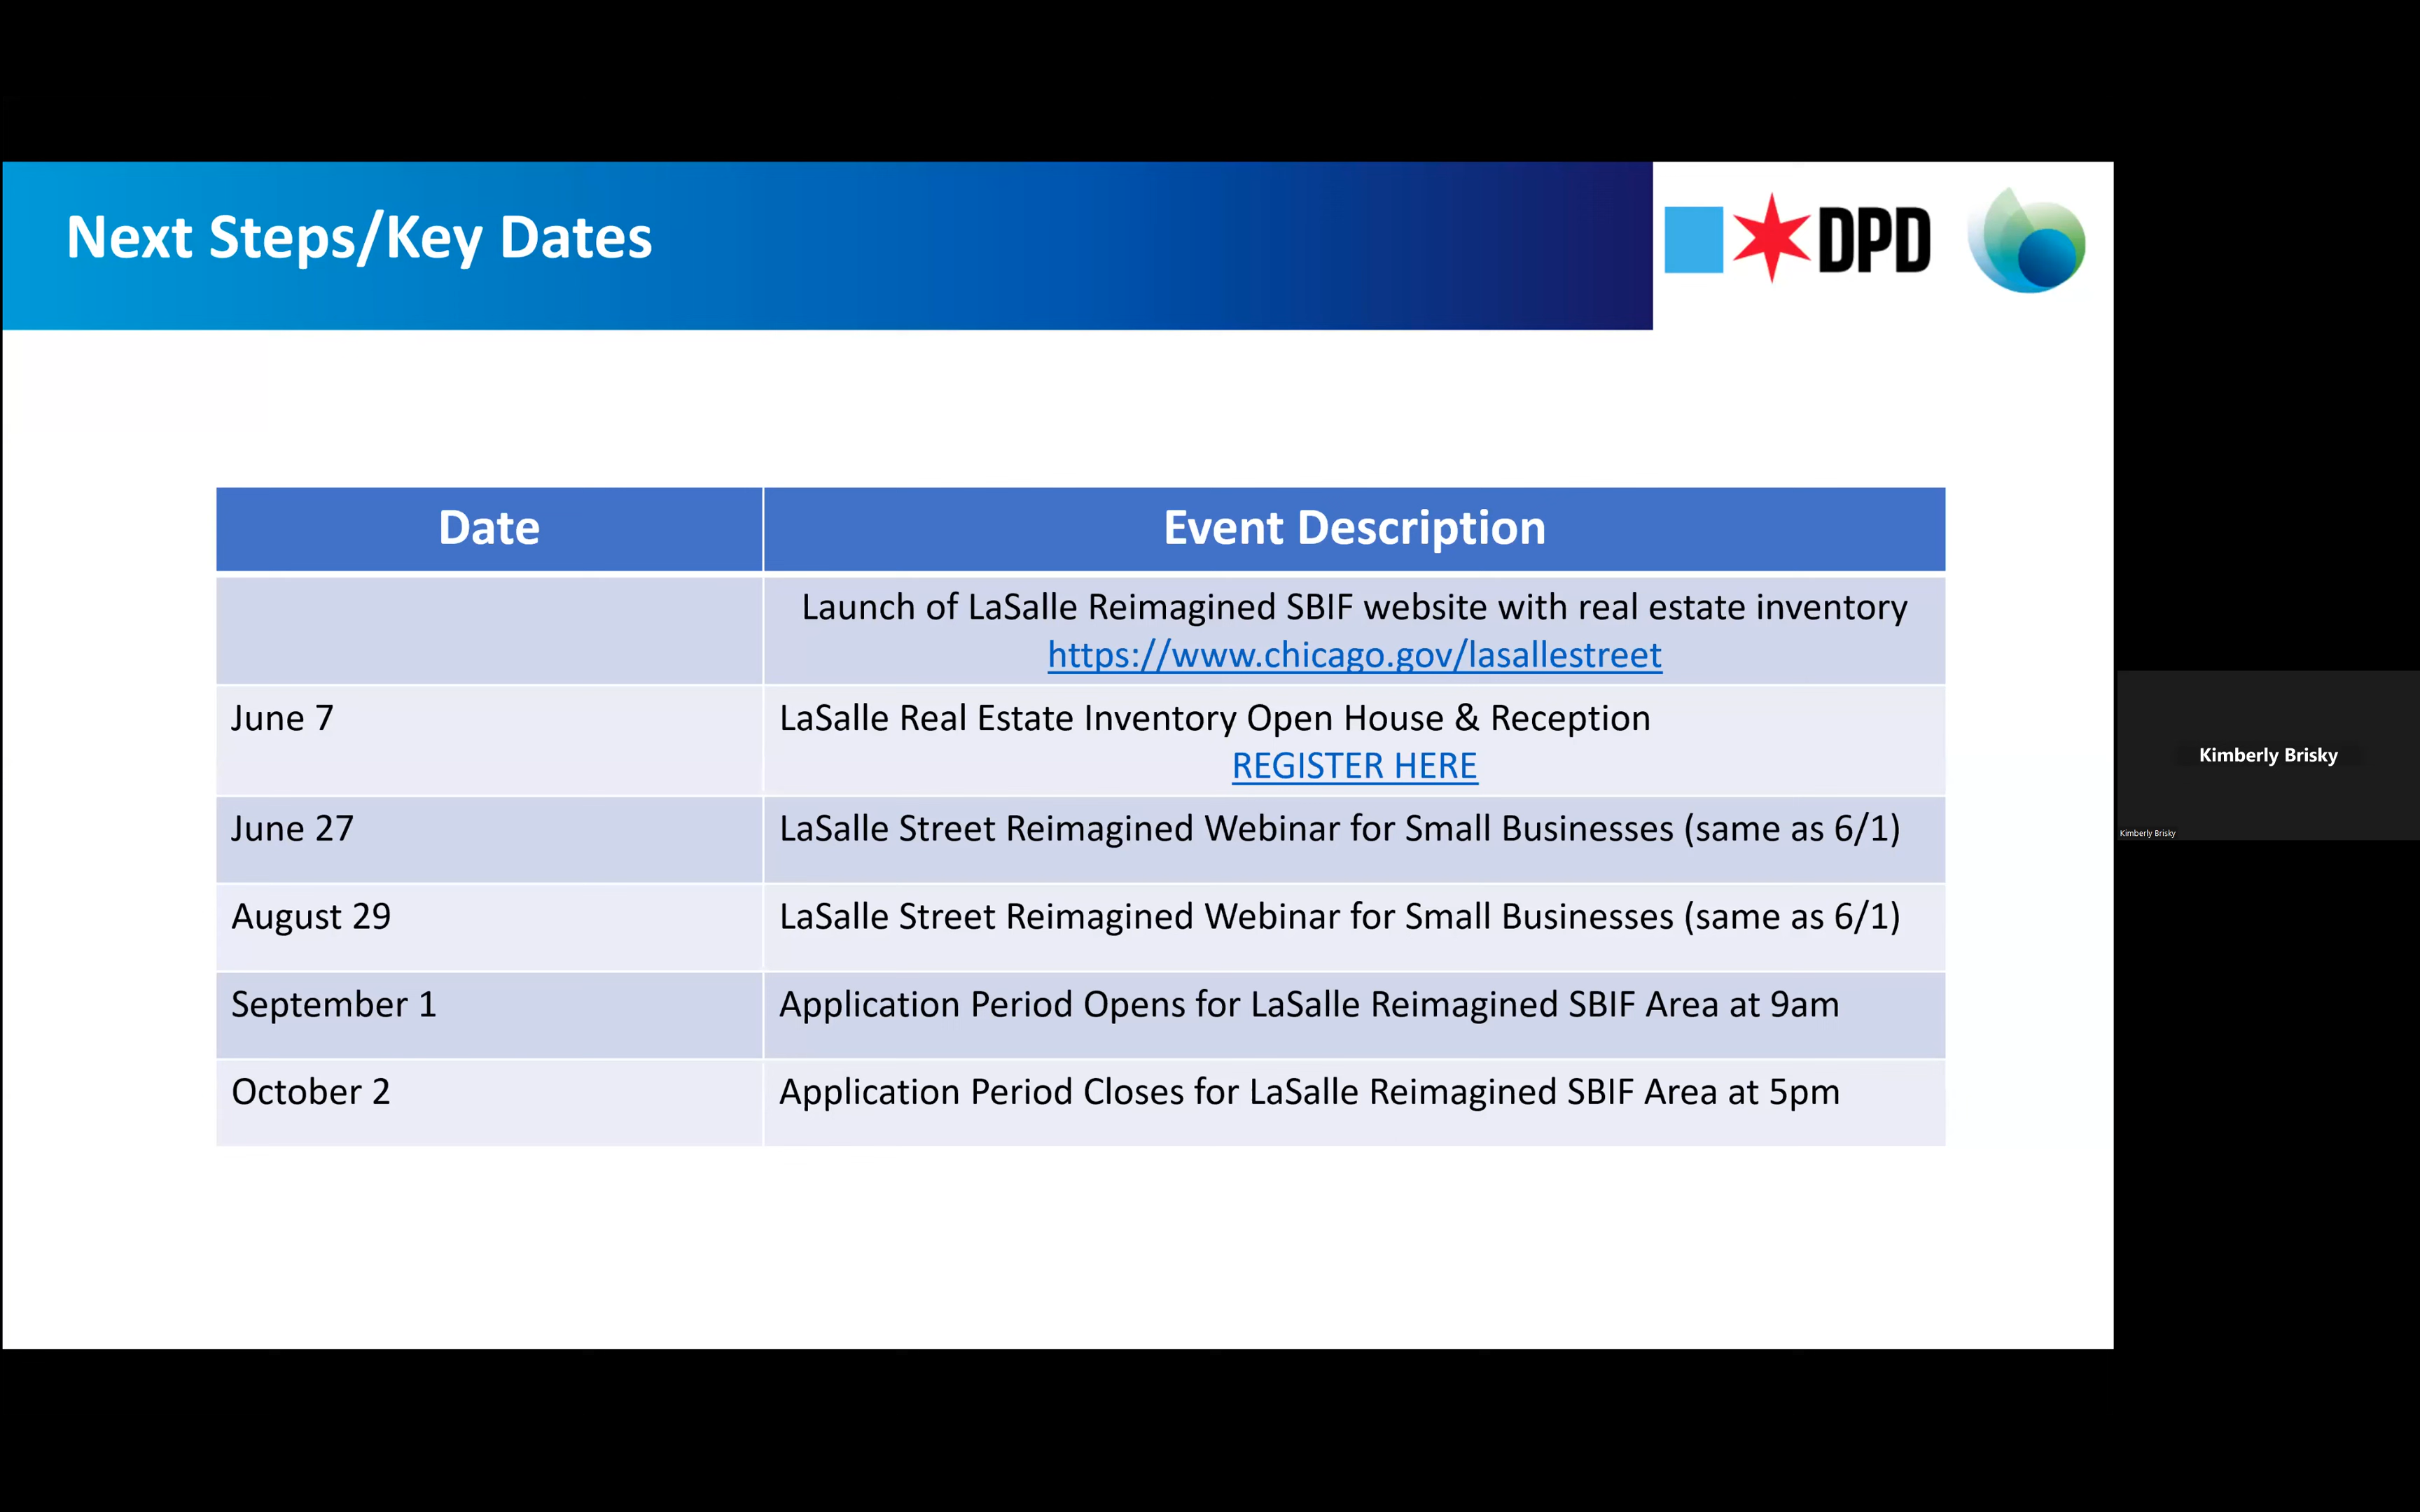 Next Steps/Key Dates
DPD
Date
Event Description
Launch of LaSalle Reimagined SBIF website with real estate inventory
https://www.chicago.gov/lasallestreet
June 7
LaSalle Real Estate Inventory Open House & Reception
REGISTER HERE
June 27
LaSalle Street Reimagined Webinar for Small Businesses (same as 6/1)
August 29
LaSalle Street Reimagined Webinar for Small Businesses (same as 6/1)
September 1
Application Period Opens for LaSalle Reimagined SBIF Area at 9am
October 2
Application Period Closes for LaSalle Reimagined SBIF Area at 5pm
Kimberly Brisky
Kimberly Brisky